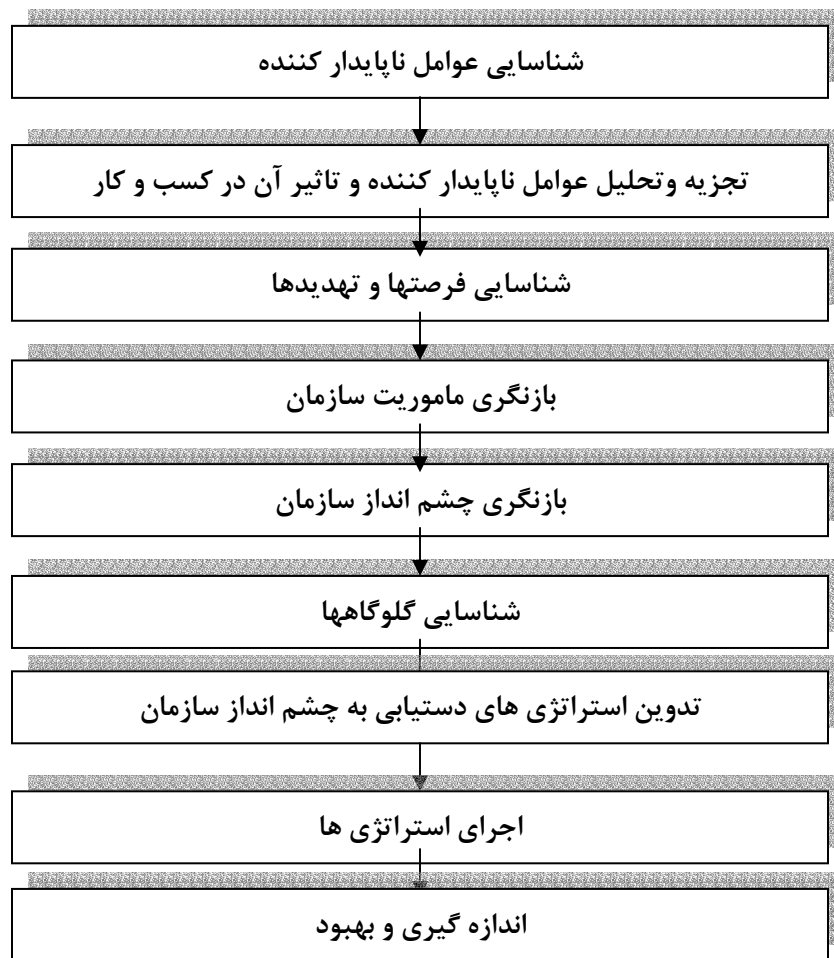 شناسایی عوامل ناپایدار کننده
تجزیه وتحلیل عوامل ناپایدار کننده و تاثیر آن در کسب و کار
شناسایی فرصتها و تهدیدها
بازنگری ماموریت سازمان
بازنگری چشم انداز سازمان
شناسایی گلوگاهها
تدوین استراتژی های دستیابی به چشم انداز سازمان
اجرای استراتژی ها
اندازه گیری و بهبود